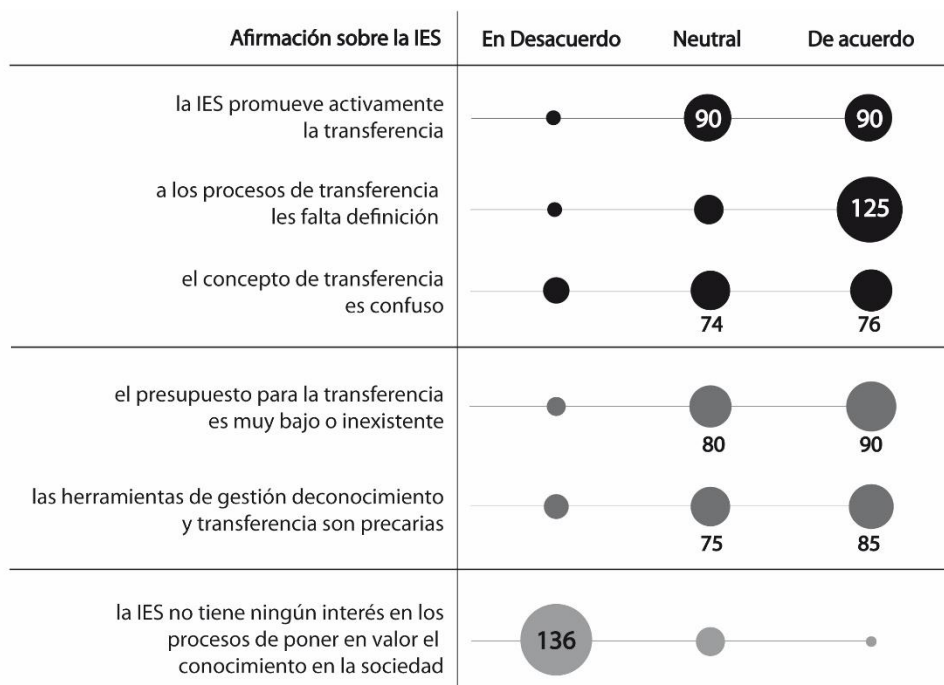 Afirmación sobre la IES En Desacuerdo Neutral De acuerdo
la IES promueve activamente
la transferencia
90 90
a los procesos de transferencia
les falta definición
125
el concepto de transferencia
es confuso
74 76
el presupuesto para la transferencia
es muy bajo o inexistente
80 90
las herramientas de gestión deconocimiento
y transferencia son precarias
75 85
la IES no tiene ningún interés en los
procesos de poner en valor el
conocimiento en la sociedad
136